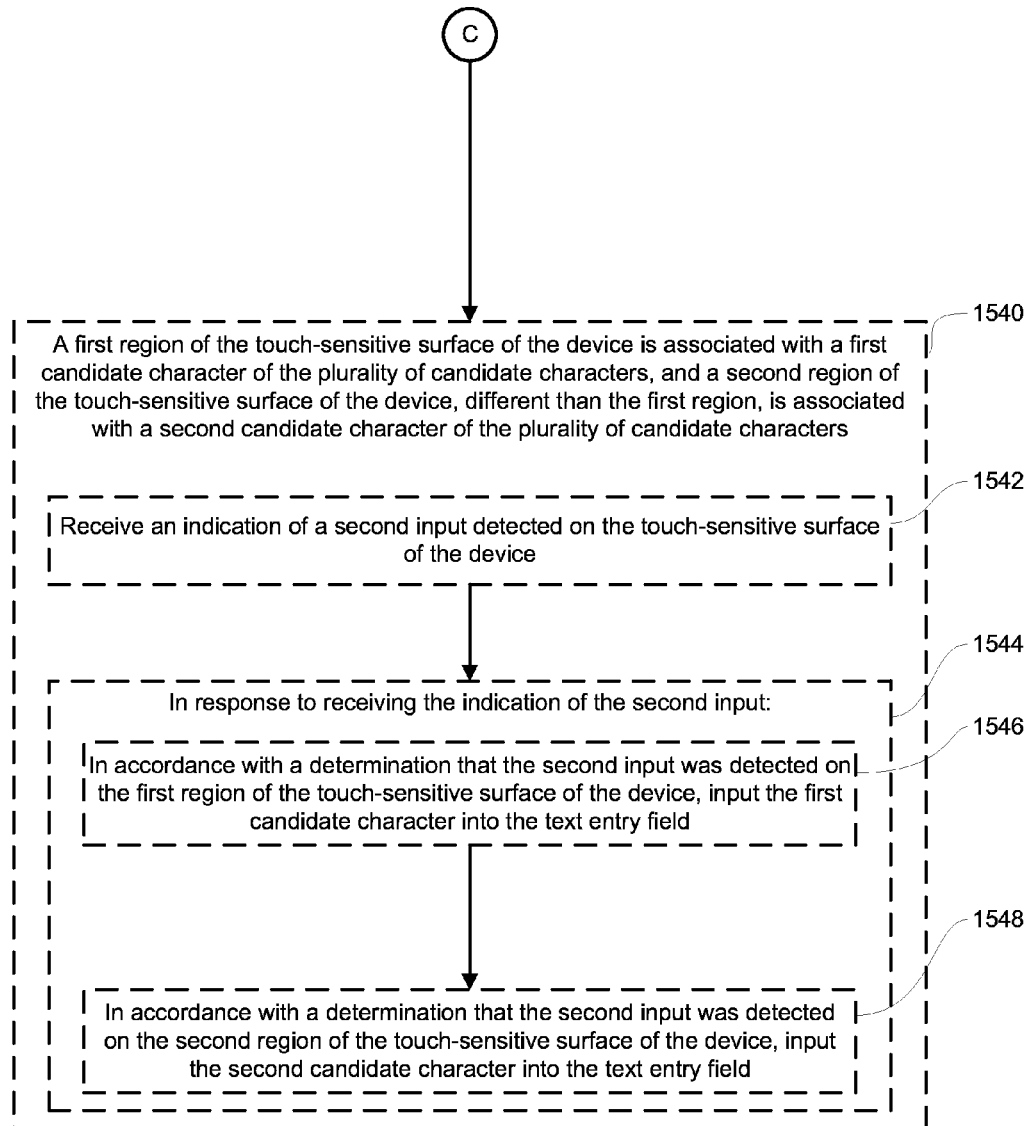 C
1540
A first region of the touch-sensitive surface of the device is associated with a first
candidate character of the plurality of candidate characters, and a second region of
the touch-sensitive surface of the device, different than the first region, is associated
with a second candidate character of the plurality of candidate characters
1542
Receive an indication of a second input detected on the touch-sensitive surface
of the device
1544
In response to receiving the indication of the second input:
1546
In accordance with a determination that the second input was detected on
the first region of the touch-sensitive surface of the device, input the first
candidate character into the text entry field
1548
In accordance with a determination that the second input was detected
on the second region of the touch-sensitive surface of the device, input
the second candidate character into the text entry field